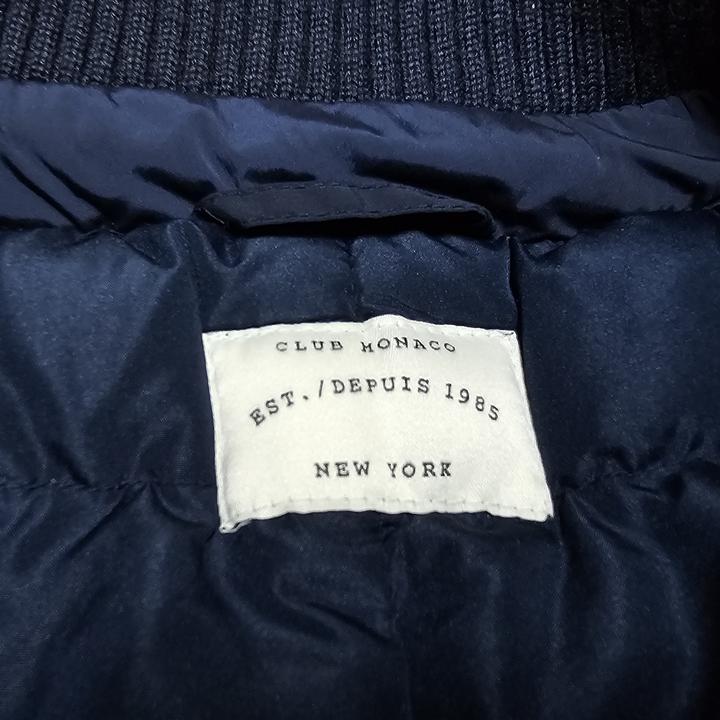 CLUB MONACO
EST./DEPUIS 1985
NEW YORK